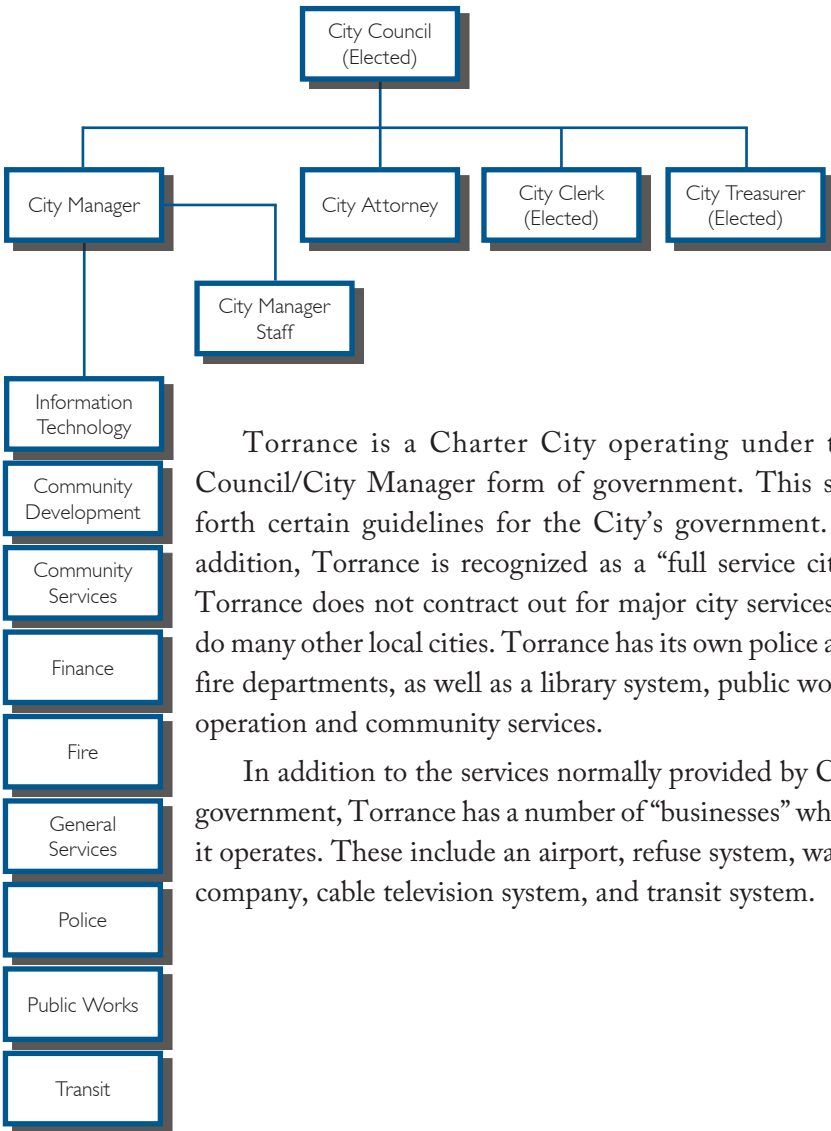 City Council
(Elected)
City Manager
City Attorney
City Clerk
(Elected)
City Treasurer
(Elected)
City Manager
Staff
Information
Technology
Community
Development
Community
Services
Finance
Fire
General
Services
Police
Public Works
Transit
Torrance is a Charter City operating under
Council/City Manager form of government. This
forth certain guidelines for the City’s government.
addition, Torrance is recognized as a “full service
Torrance does not contract out for major city services
do many other local cities. Torrance has its own police
fire departments, as well as a library system, public
operation and community services.
In addition to the services normally provided by
government, Torrance has a number of “businesses”
it operates. These include an airport, refuse system,
company, cable television system, and transit system.